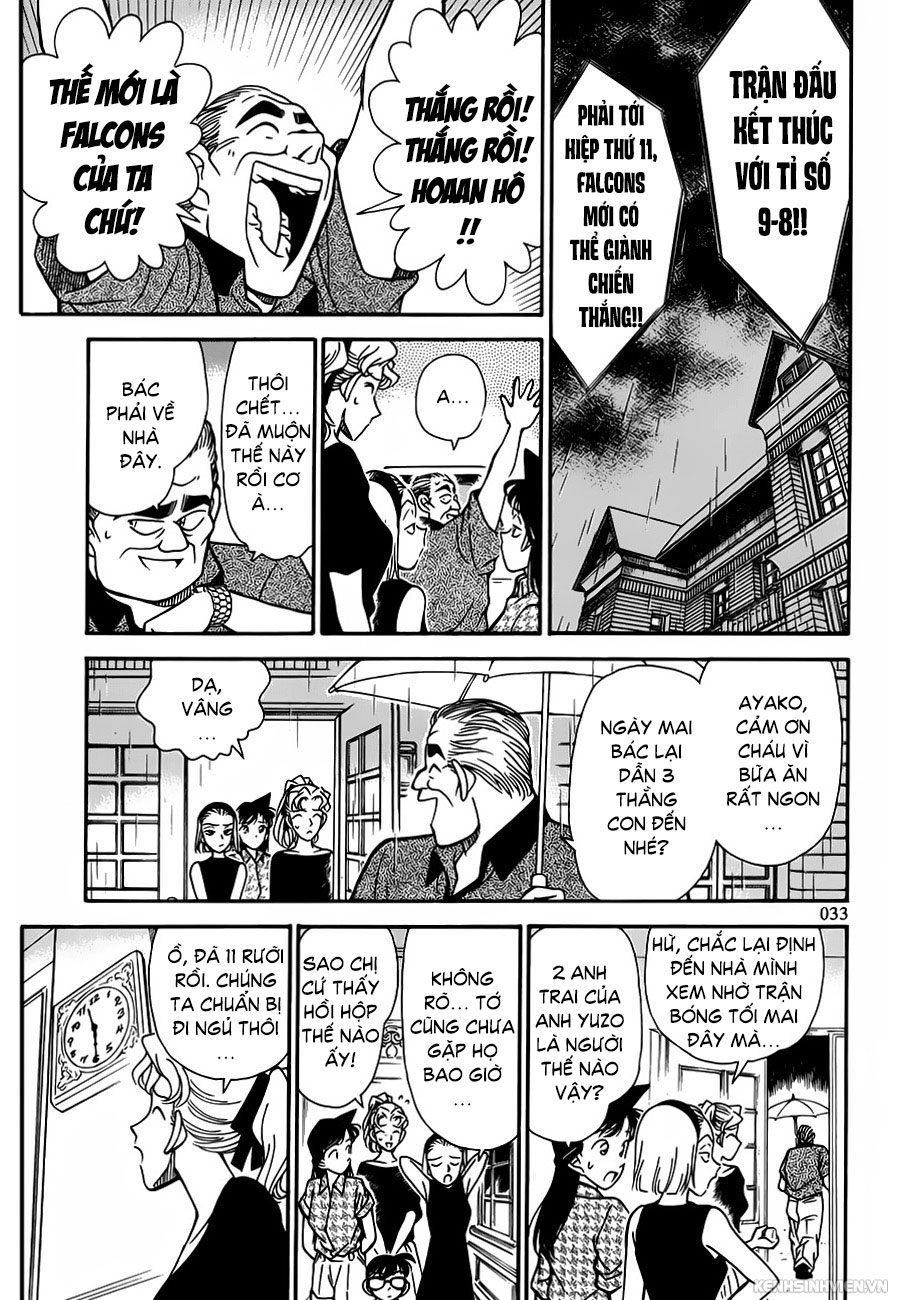 TRẬN ĐẤU
KẾT THÚC
VỚI TỈ SỐ
9-8!!
PHẢI TỚI
HIỆP THỨ 11,
FALCONS
MỚI CÓ
THỂ GIÀNH
CHIẾN
THẮNG!!
THẮNG RỒI!
THẮNG RỒI!
HOAAN HÔ
!!
THẾ MỚI LÀ
FALCONS
CỦA TA
CHỨ!
A...
THÔI
CHẾT...
ĐÃ MUỘN
THẾ NÀY
RỒI CƠ
À...
BÁC
PHẢI VỀ
NHÀ
ĐÂY.
AYAKO,
CẢM ƠN
CHÁU VÌ
BỮA ĂN
RẤT NGON
...
NGÀY MAI
BÁC LẠI
DẪN 3
THẰNG
CON ĐẾN
NHÉ?
DẠ,
VÂNG
...
033
HỪ, CHẮC LẠI ĐỊNH
ĐẾN NHÀ MÌNH
XEM NHỜ TRẬN
BÓNG TỐI MAI
ĐÂY MÀ...
2 ANH
TRAI CỦA
ANH YUZO
LÀ NGƯỜI
THẾ NÀO
VẬY?
KHÔNG
RÕ... TỚ
CŨNG CHƯA
GẶP HỌ
BAO GIỜ
...
SAO CHỊ
CỨ THẤY
HỒI HỘP
THẾ NÀO
ẤY!
Ồ, ĐÃ 11 RƯỠI
RỒI. CHÚNG
TA CHUẨN BỊ
ĐI NGỦ THÔI
...
KENHSINHVIEN.VN